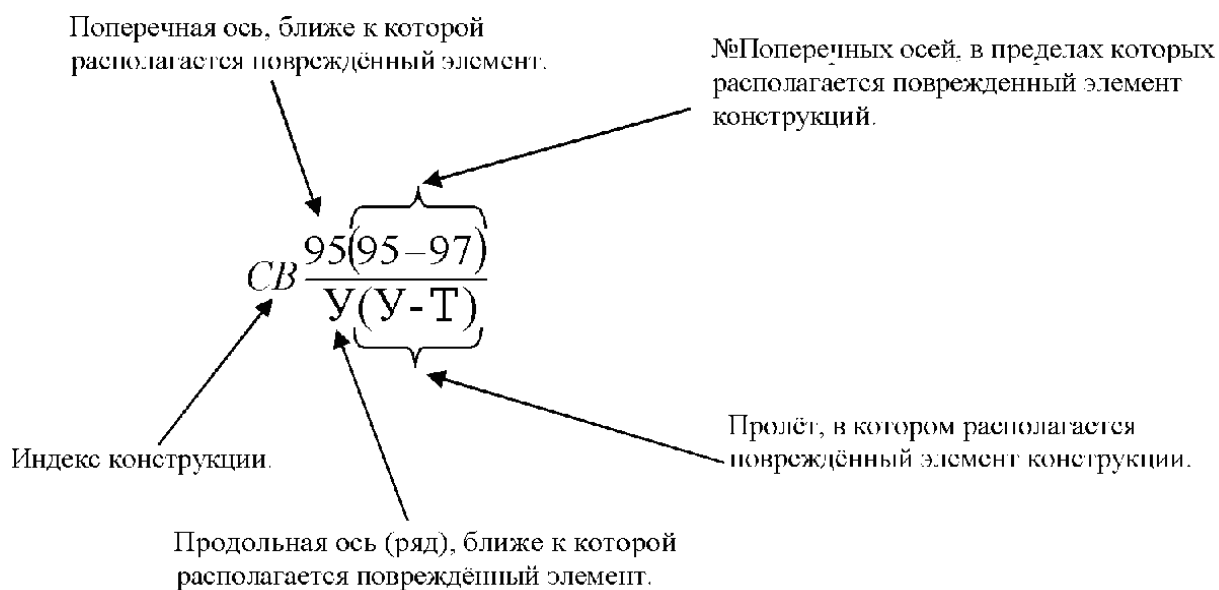 Поперечная ось, ближе к которой
располагается повреждённый элемент.
№Поперечных осей, в пределах которых
располагается поврежденный элемент
конструкций.
СВ 95(95–97)
У(У-Т)
Пролёт, в котором располагается
повреждённый элемент конструкции.
Индекс конструкции.
Продольная ось (ряд), ближе к которой
располагается повреждённый элемент.